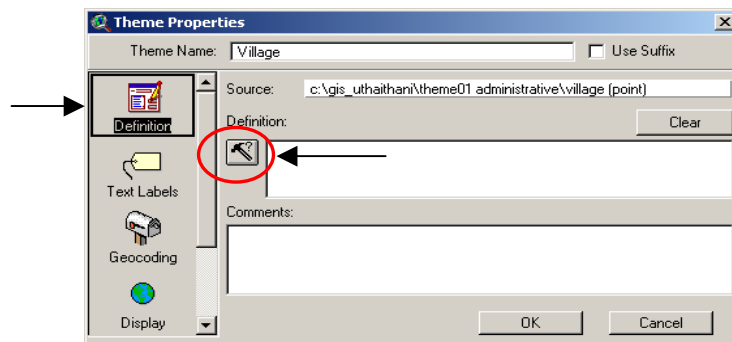 Theme Properties
Theme Name: Village Use Suffix
Definition
Text Labels
Geocoding
Display
Source: c:\gis_uthaithani\theme01 administrative\village (point)
Definition: Clear
?
Comments:
OK Cancel